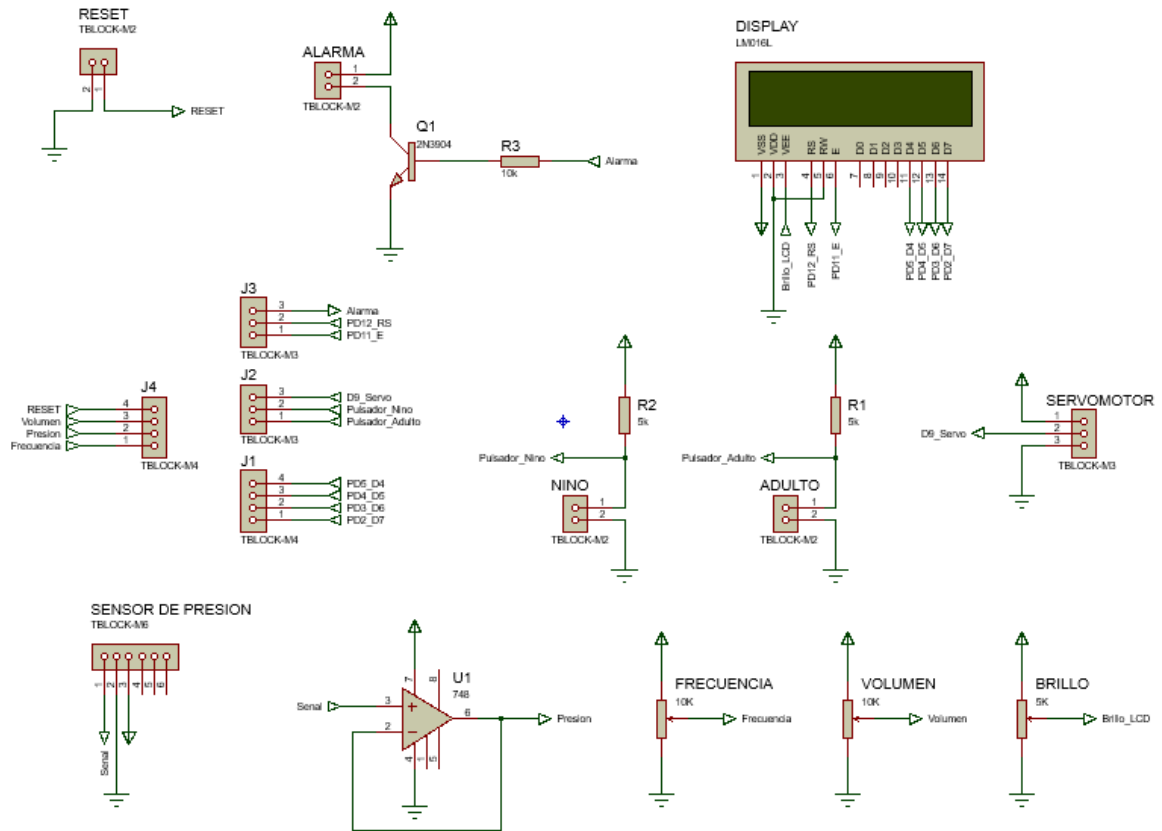 RESET
TBLOCK-M2
2
1
RESET
ALARMA
1
2
TBLOCK-M2
Q1
2N3904
R3
10k
Alarma
DISPLAY
LM016L
VSS
VDD
VEE
RS
RW
E
D0
D1
D2
D3
D4
D5
D6
D7
1
2
3
4
5
6
7
8
9
10
11
12
13
14
Brillo_LCD
PD12_RS
PD11_E
PD5_D4
PD4_D5
PD3_D6
PD2_D7
J3
3
2
1
Alarma
PD12_RS
PD11_E
TBLOCK-M3
J4
RESET
Volumen
Presion
Frecuencia
4
3
2
1
TBLOCK-M4
J2
3
2
1
D9_Servo
Pulsador_Nino
Pulsador_Adulto
TBLOCK-M3
J1
4
3
2
1
PD5_D4
PD4_D5
PD3_D6
PD2_D7
TBLOCK-M4
R2
5k
Pulsador_Nino
NINO
1
2
TBLOCK-M2
R1
5k
Pulsador_Adulto
ADULTO
1
2
TBLOCK-M2
SERVOMOTOR
D9_Servo
1
2
3
TBLOCK-M3
SENSOR DE PRESION
TBLOCK-M6
1
2
3
4
5
6
Senal
U1
748
Senal
3
2
7
8
6
4
1
5
Presion
FRECUENCIA
10K
Frecuencia
VOLUMEN
10K
Volumen
BRILLO
5K
Brillo_LCD